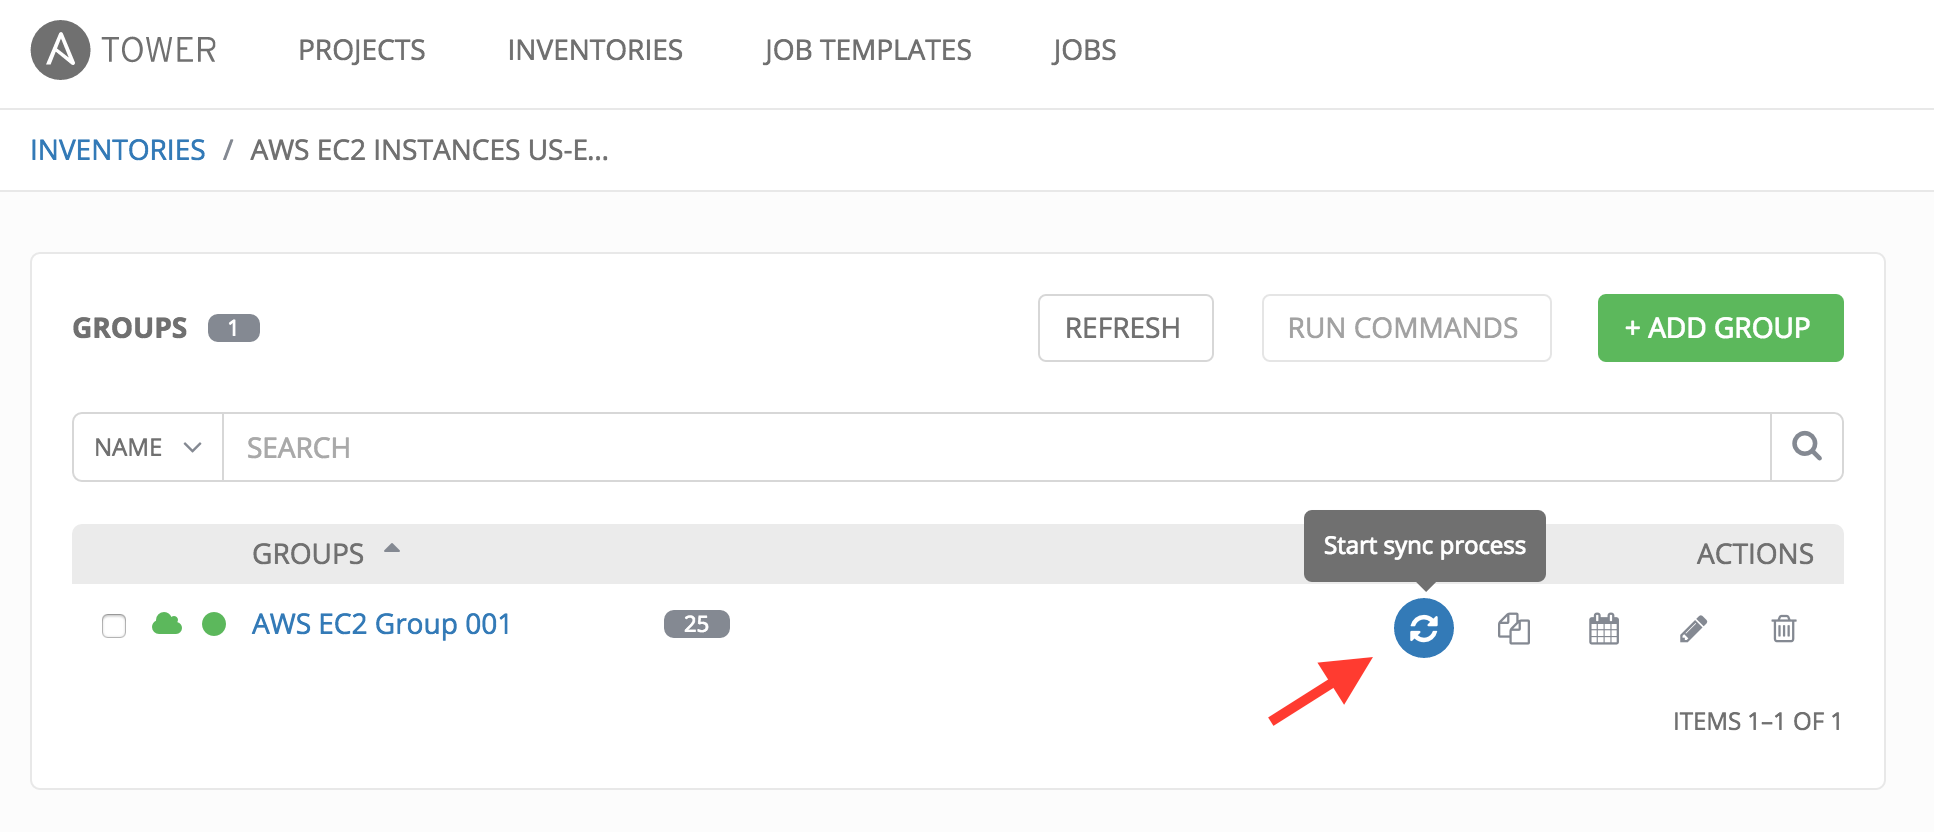 TOWER PROJECTS INVENTORIES JOB TEMPLATES JOBS
INVENTORIES / AWS EC2 INSTANCES US-E...
GROUPS 1 REFRESH RUN COMMANDS + ADD GROUP
NAME SEARCH
Start sync process
GROUPS ACTIONS
AWS EC2 Group 001 25
ITEMS 1–1 OF 1